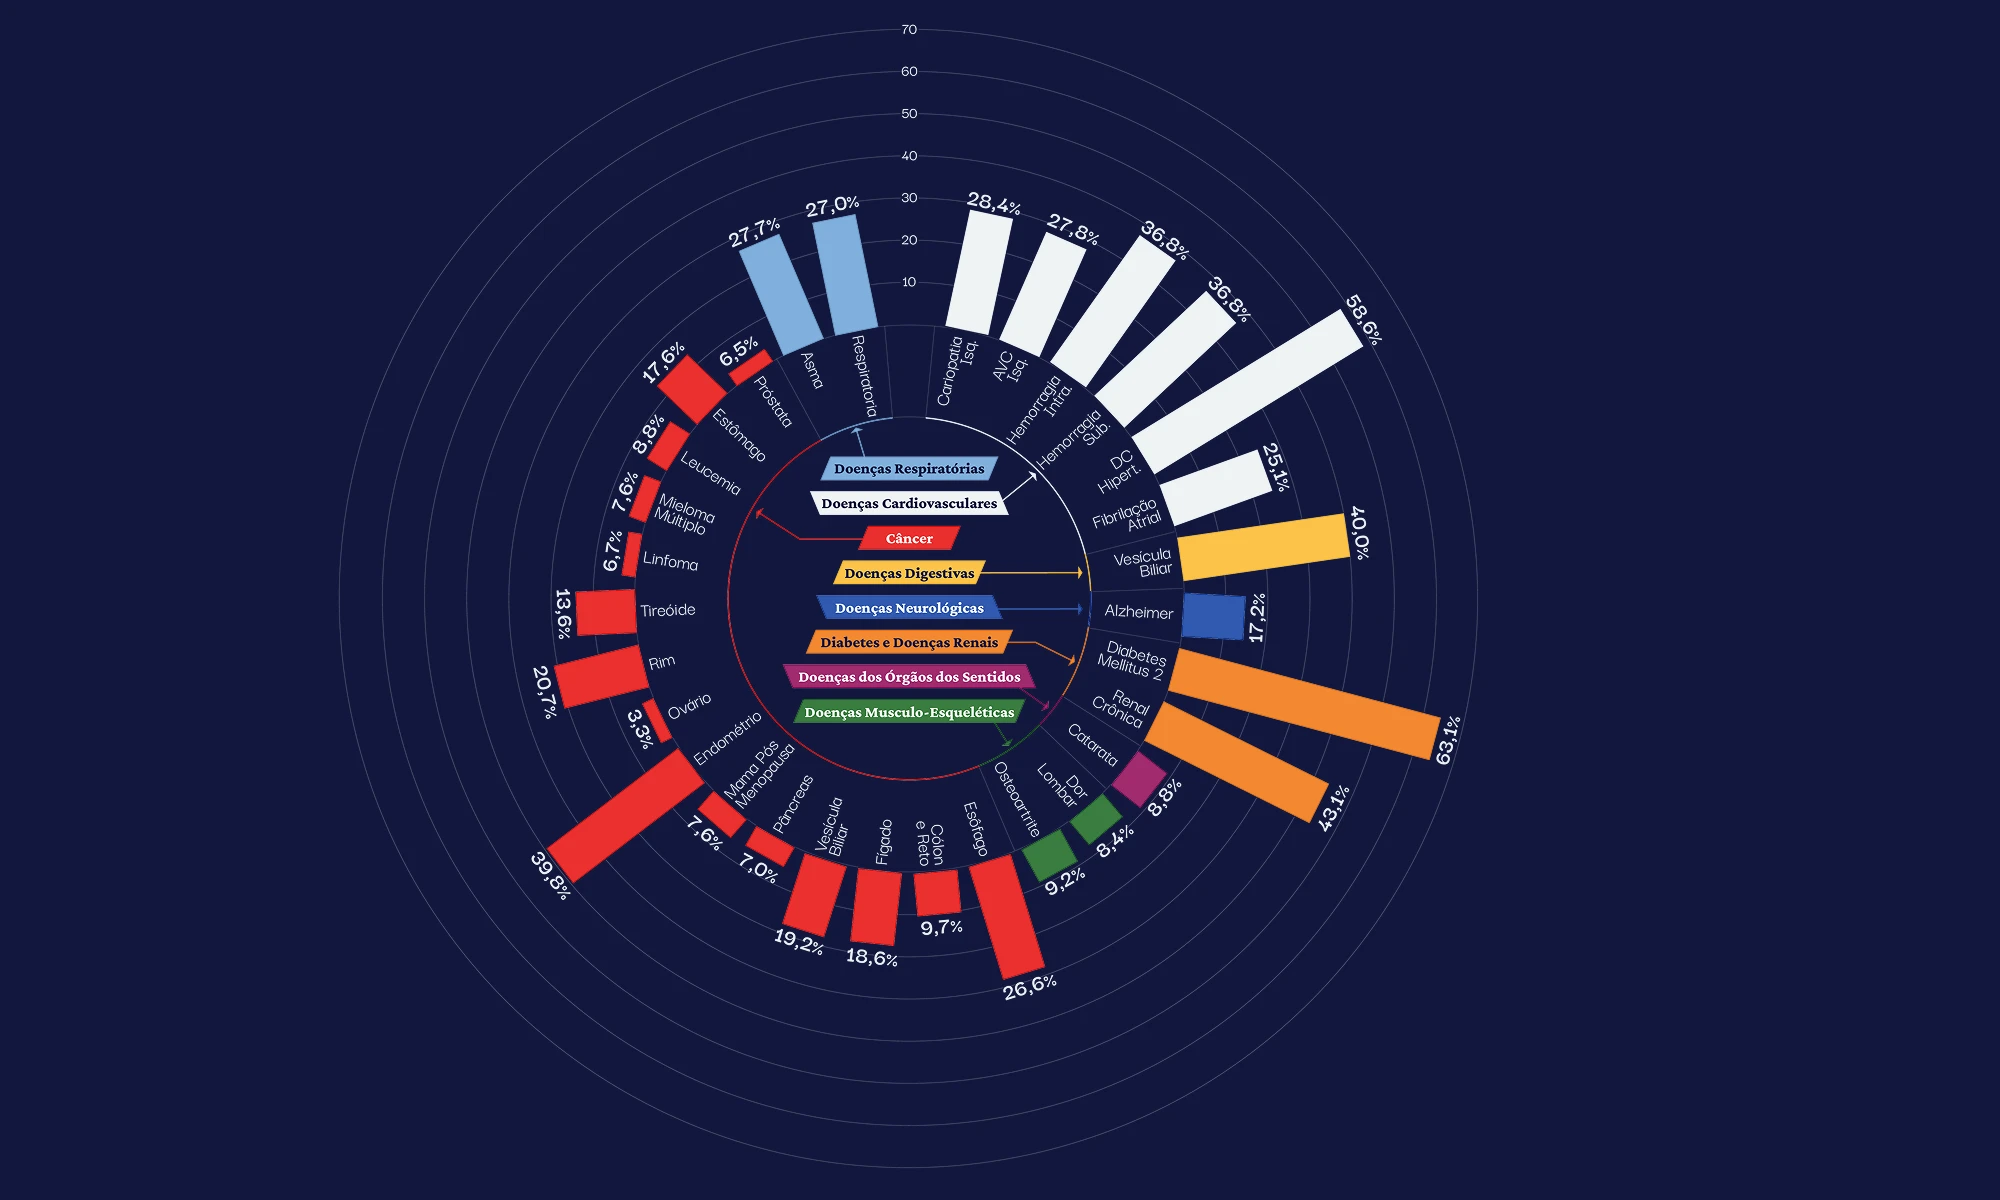 70
60
50
40
30
20
10
28,4%
Cariopatia
Isq.
27,8%
AVC
Isq.
36,8%
Hemorragia
Intra.
36,8%
Hemorragia
Sub.
58,6%
DC
Hipert.
25,1%
Fibrilação
Atrial
40,0%
Vesícula
Biliar
17,2%
Alzheimer
63,1%
Diabetes
Mellitus 2
43,1%
Renal
Crônica
8,8%
Catarata
8,4%
Dor
Lombar
9,2%
Osteoartrite
26,6%
Esôfago
9,7%
Cólon
e Reto
18,6%
Fígado
19,2%
Vesícula
Biliar
7,0%
Pâncreas
7,6%
Mama Pós
Menopausa
39,8%
Endométrio
3,3%
Ovário
20,7%
Rim
13,6%
Tireóide
6,7%
Linfoma
7,6%
Mieloma
Múltiplo
8,8%
Leucemia
17,6%
Estômago
6,5%
Próstata
27,7%
Asma
27,0%
Respiratoria
Doenças Respiratórias
Doenças Cardiovasculares
Câncer
Doenças Digestivas
Doenças Neurológicas
Diabetes e Doenças Renais
Doenças dos Órgãos dos Sentidos
Doenças Musculo-Esqueléticas